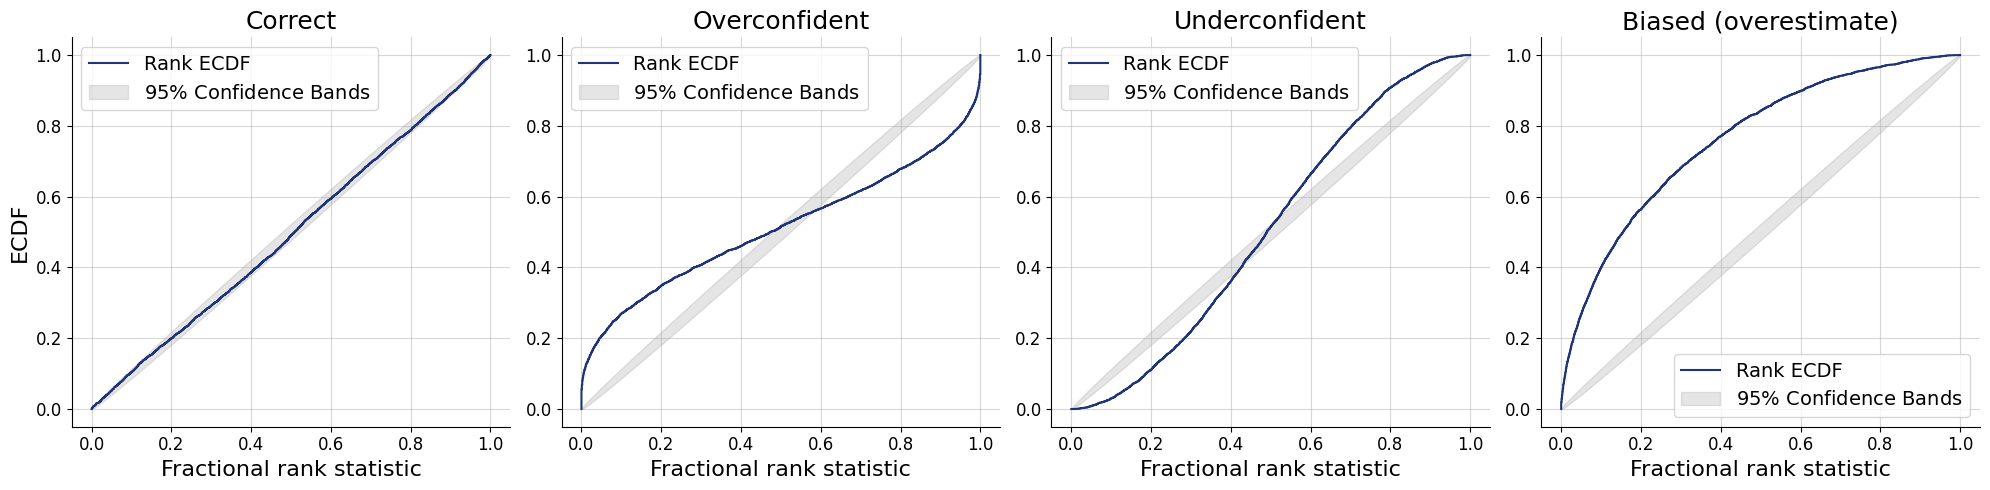 Correct
Overconfident
Underconfident
Biased (overestimate)
ECDF
1.0
0.8
0.6
0.4
0.2
0.0
Rank ECDF
95% Confidence Bands
0.0 0.2 0.4 0.6 0.8 1.0
Fractional rank statistic
1.0
0.8
0.6
0.4
0.2
0.0
Rank ECDF
95% Confidence Bands
0.0 0.2 0.4 0.6 0.8 1.0
Fractional rank statistic
1.0
0.8
0.6
0.4
0.2
0.0
Rank ECDF
95% Confidence Bands
0.0 0.2 0.4 0.6 0.8 1.0
Fractional rank statistic
1.0
0.8
0.6
0.4
0.2
0.0
Rank ECDF
95% Confidence Bands
0.0 0.2 0.4 0.6 0.8 1.0
Fractional rank statistic